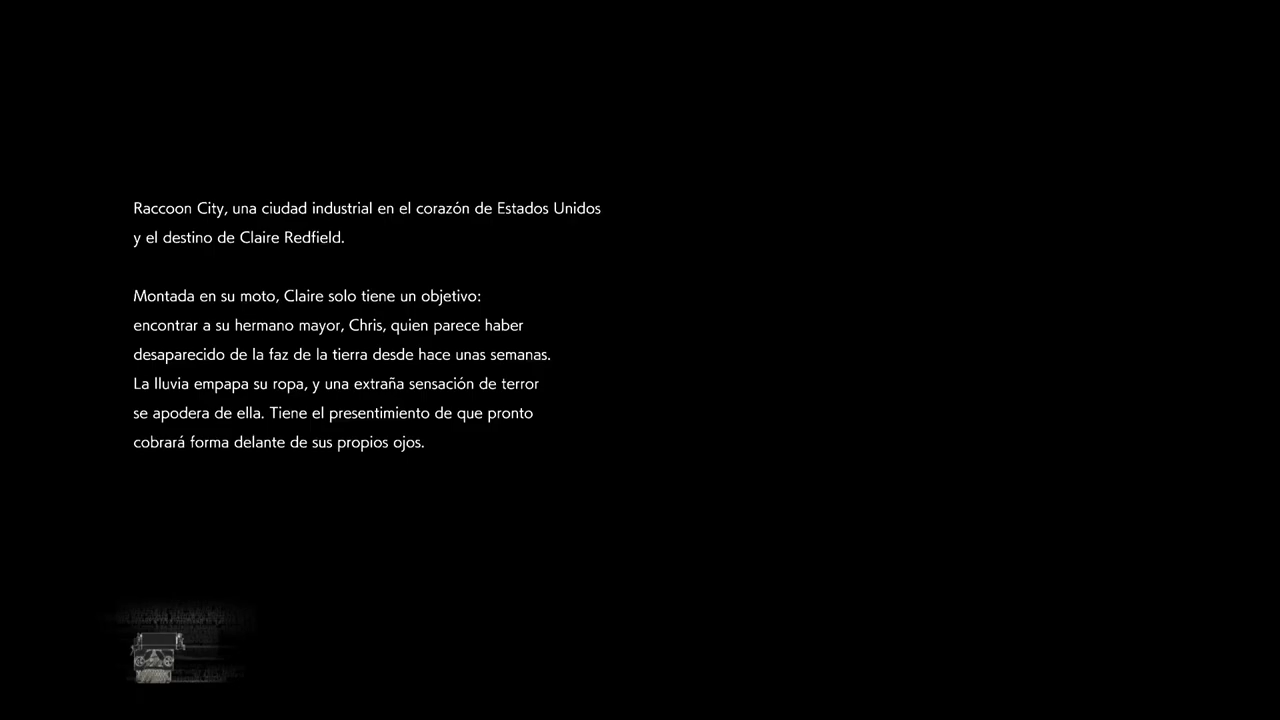 Raccoon City, una ciudad industrial en el corazón de Estados Unidos
y el destino de Claire Redfield.
Montada en su moto, Claire solo tiene un objetivo:
encontrar a su hermano mayor, Chris, quien parece haber
desaparecido de la faz de la tierra desde hace unas semanas.
La lluvia empapa su ropa, y una extraña sensación de terror
se apodera de ella. Tiene el presentimiento de que pronto
cobrará forma delante de sus propios ojos.